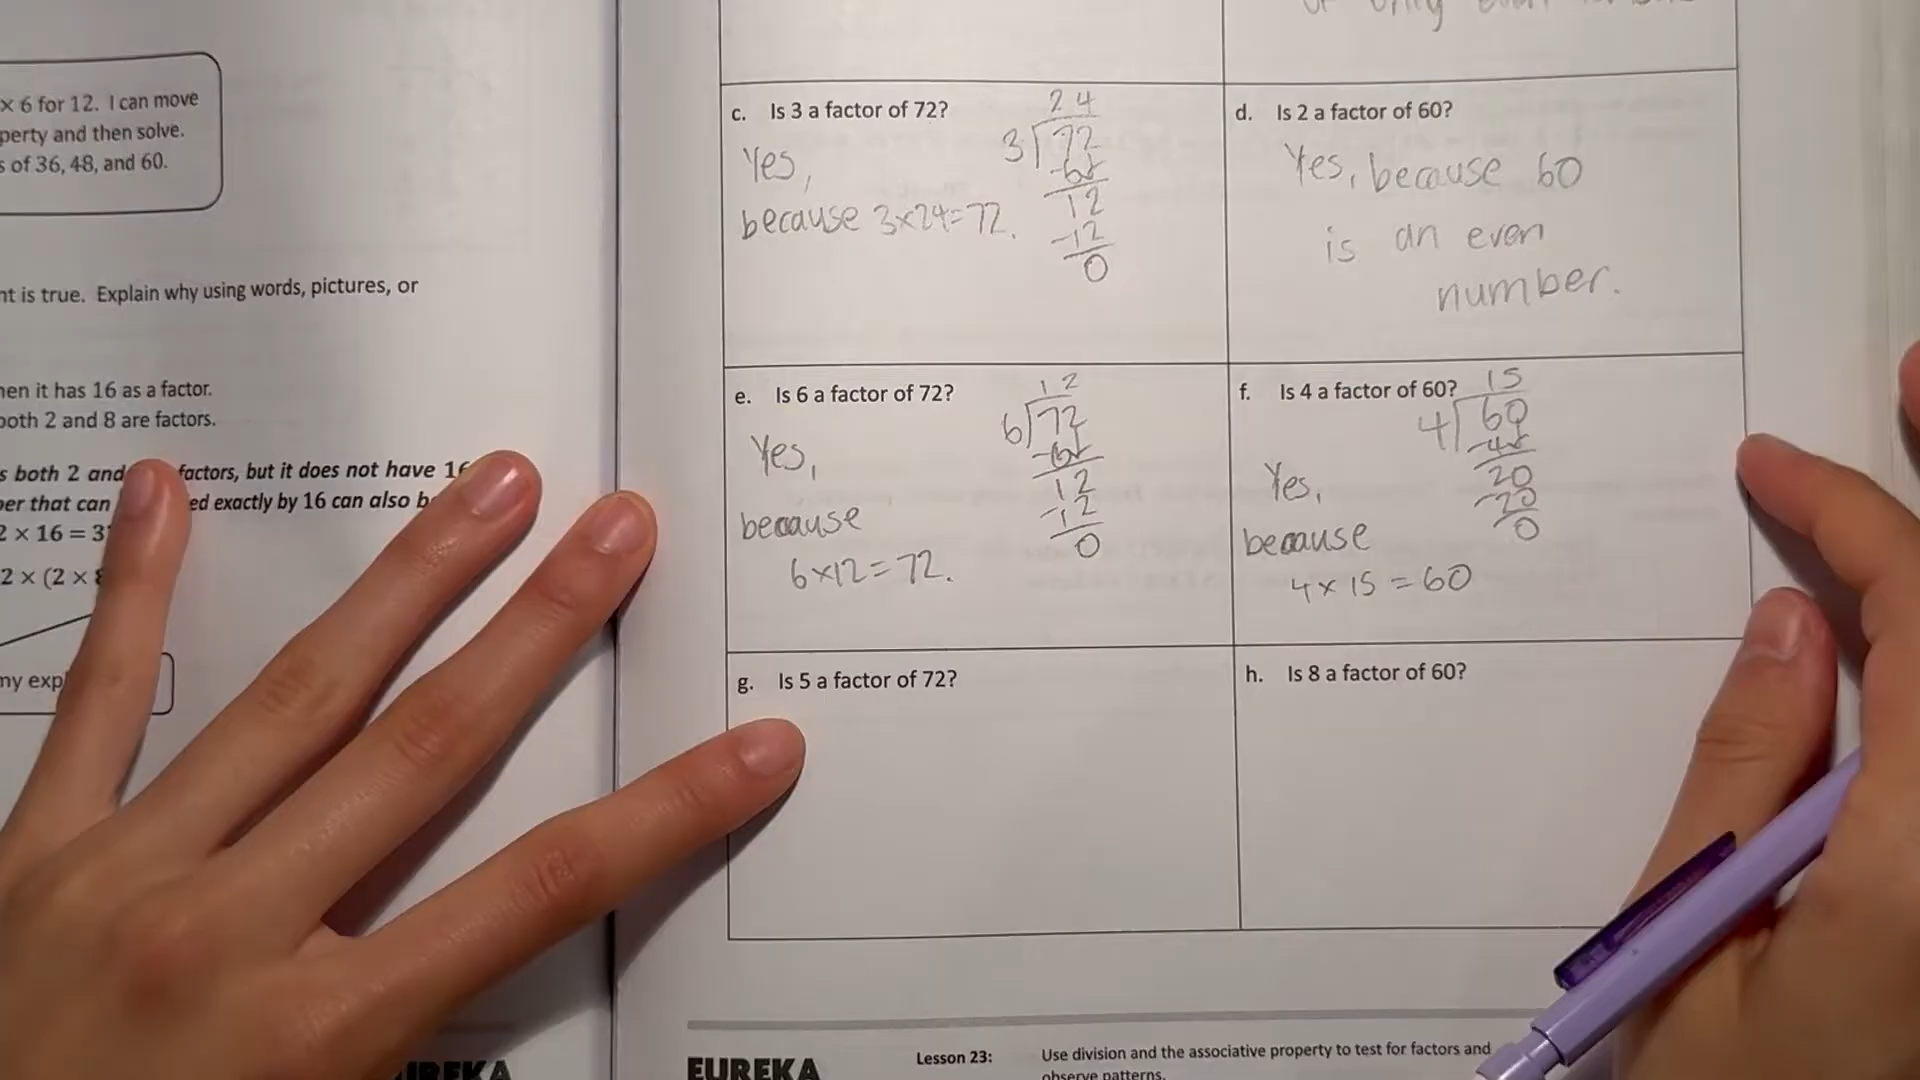 × 6 for 12. I can move
perty and then solve.
s of 36, 48, and 60.
nt is true. Explain why using words, pictures, or
hen it has 16 as a factor.
both 2 and 8 are factors.
s both 2 and factors, but it does not have 16
er that can ed exactly by 16 can also b
2 × 16 = 3
2 × (2 × 8
my exp
EUREKA
c. Is 3 a factor of 72?
Yes,
because 3×24=72.
24
3 72
-6
12
-12
0
d. Is 2 a factor of 60?
Yes, because 60
is an even
number.
e. Is 6 a factor of 72?
Yes,
because
6×12=72.
12
6 72
-6
12
-12
0
f. Is 4 a factor of 60?
Yes,
because
4×15=60
15
4 60
-4
20
-20
0
g. Is 5 a factor of 72?
h. Is 8 a factor of 60?
EUREKA
Lesson 23:
Use division and the associative property to test for factors and
observe patterns.